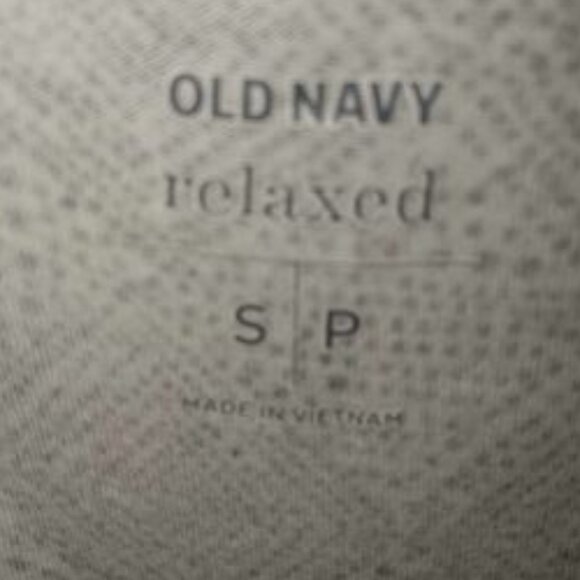 OLD NAVY
relaxed
S P
MADE IN VIETNAM